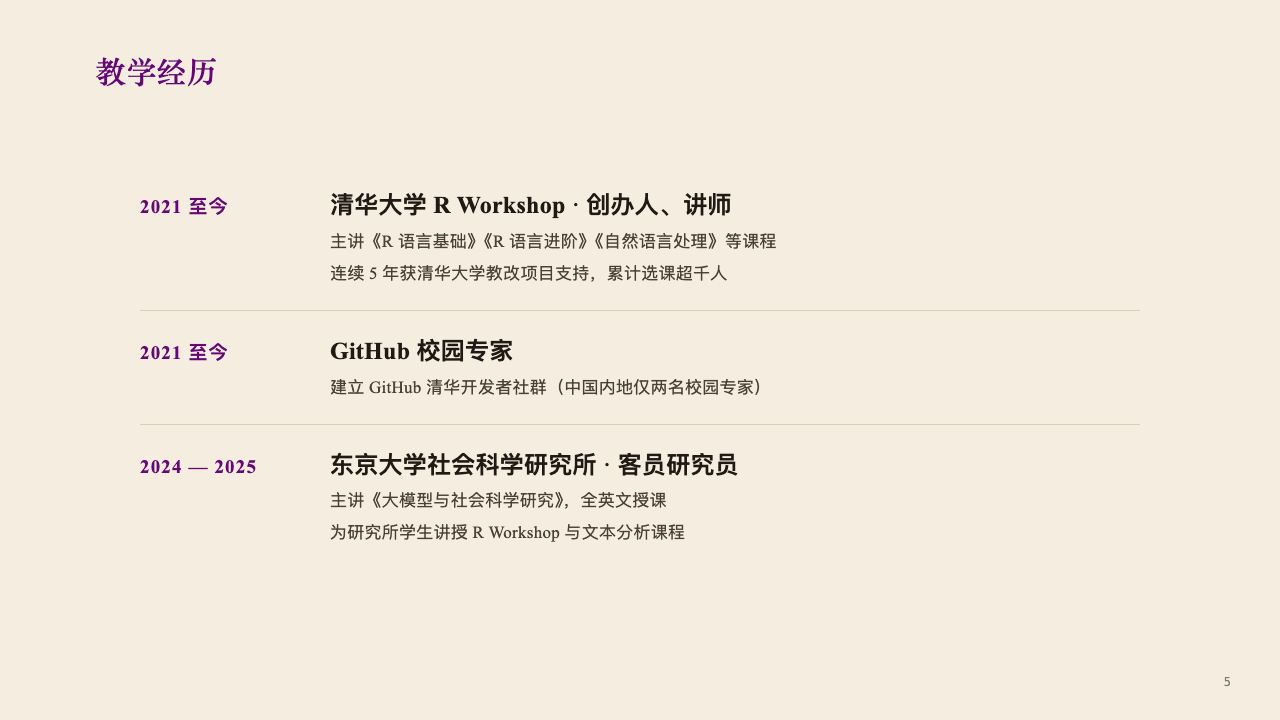 教学经历
2021 至今
清华大学 R Workshop · 创办人、讲师
主讲《R 语言基础》《R 语言进阶》《自然语言处理》等课程
连续 5 年获清华大学教改项目支持，累计选课超千人
2021 至今
GitHub 校园专家
建立 GitHub 清华开发者社群（中国内地仅两名校园专家）
2024 — 2025
东京大学社会科学研究所 · 客员研究员
主讲《大模型与社会科学研究》，全英文授课
为研究所学生讲授 R Workshop 与文本分析课程
5